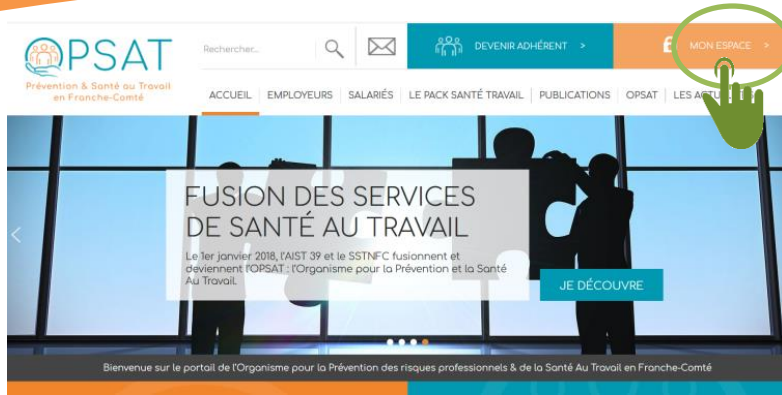 OPSAT
Prévention & Santé au Travail
en Franche-Comté
Rechercher...
DEVENIR ADHÉRENT >
MON ESPACE >
ACCUEIL
EMPLOYEURS
SALARIÉS
LE PACK SANTÉ TRAVAIL
PUBLICATIONS
OPSAT
LES
FUSION DES SERVICES
DE SANTÉ AU TRAVAIL
Le 1er janvier 2018, l'AIST 39 et le SSTNFC fusionnent et
deviennent l'OPSAT : l'Organisme pour la Prévention et la Santé
Au Travail.
JE DÉCOUVRE
Bienvenue sur le portail de l'Organisme pour la Prévention des risques professionnels & de la Santé Au Travail en Franche-Comté